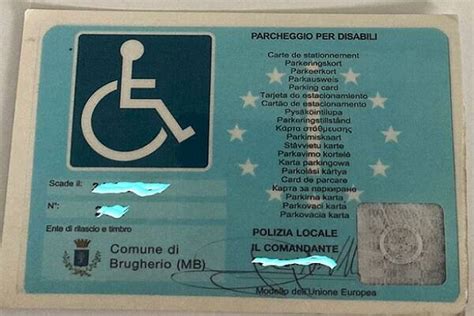 PARCHEGGIO PER DISABILI
Carte de stationnement
Parkeringskort
Parkeerkort
Parkausweis
Parking card
Tarjeta de estacionamiento
Cartão de estacionamento
Pysäköintilupa
Parkeringstillstånd
Κάρτα στάθμευσης
Parkimiskaart
Stāvvietu karte
Parkavimo kortelė
Karta parkingowa
Parkolási kártya
Card de parcare
Карта за паркиране
Parkirna karta
Parkovací karta
Parkovacia karta
Scade il: 2
N°:
Ente di rilascio e timbro
Comune di
Brugherio (MB)
POLIZIA LOCALE
IL COMANDANTE
Modello dell'Unione Europea